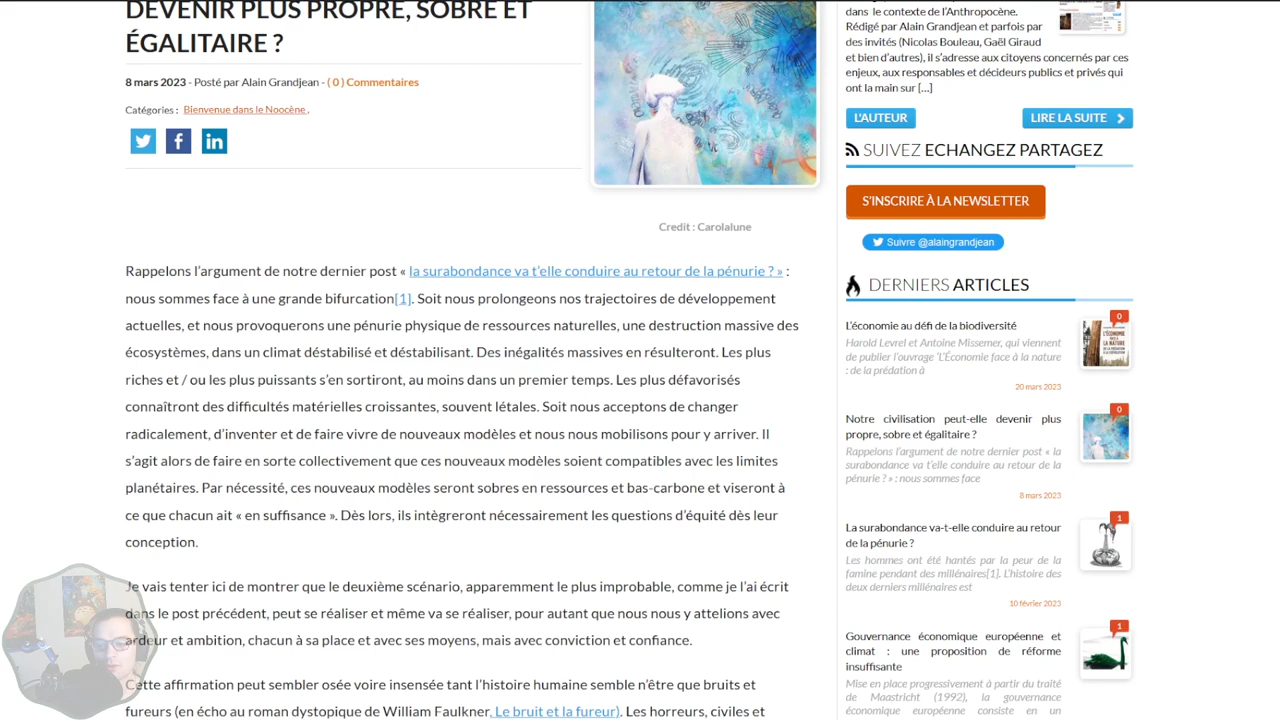 DEVENIR PLUS PROPRE, SOBRE ET
ÉGALITAIRE ?
8 mars 2023 - Posté par Alain Grandjean - ( 0 ) Commentaires
Catégories : Bienvenue dans le Noocène ,
Credit : Carolalune
Rappelons l’argument de notre dernier post « la surabondance va t’elle conduire au retour de la pénurie ? » :
nous sommes face à une grande bifurcation[1]. Soit nous prolongeons nos trajectoires de développement
actuelles, et nous provoquerons une pénurie physique de ressources naturelles, une destruction massive des
écosystèmes, dans un climat déstabilisé et déstabilisant. Des inégalités massives en résulteront. Les plus
riches et / ou les plus puissants s’en sortiront, au moins dans un premier temps. Les plus défavorisés
connaîtront des difficultés matérielles croissantes, souvent létales. Soit nous acceptons de changer
radicalement, d’inventer et de faire vivre de nouveaux modèles et nous nous mobilisons pour y arriver. Il
s’agit alors de faire en sorte collectivement que ces nouveaux modèles soient compatibles avec les limites
planétaires. Par nécessité, ces nouveaux modèles seront sobres en ressources et bas-carbone et viseront à
ce que chacun ait « en suffisance ». Dès lors, ils intègreront nécessairement les questions d’équité dès leur
conception.
Je vais tenter ici de montrer que le deuxième scénario, apparemment le plus improbable, comme je l’ai écrit
dans le post précédent, peut se réaliser et même va se réaliser, pour autant que nous nous y attelions avec
ardeur et ambition, chacun à sa place et avec ses moyens, mais avec conviction et confiance.
Cette affirmation peut sembler osée voire insensée tant l’histoire humaine semble n’être que bruits et
fureurs (en écho au roman dystopique de William Faulkner, Le bruit et la fureur). Les horreurs, civiles et
dans le contexte de l’Anthropocène.
Rédigé par Alain Grandjean et parfois par
des invités (Nicolas Bouleau, Gaël Giraud
et bien d’autres), il s’adresse aux citoyens concernés par ces
enjeux, aux responsables et décideurs publics et privés qui
ont la main sur […]
L’AUTEUR
LIRE LA SUITE
SUIVEZ ECHANGEZ PARTAGEZ
S’INSCRIRE À LA NEWSLETTER
Suivre @alaingrandjean
DERNIERS ARTICLES
L’économie au défi de la biodiversité
Harold Levrel et Antoine Missemer, qui viennent
de publier l’ouvrage ‘L’Économie face à la nature
: de la prédation à
20 mars 2023
0
Notre civilisation peut-elle devenir plus
propre, sobre et égalitaire ?
Rappelons l’argument de notre dernier post « la
surabondance va t’elle conduire au retour de la
pénurie ? » : nous sommes face
8 mars 2023
0
La surabondance va-t-elle conduire au retour
de la pénurie ?
Les hommes ont été hantés par la peur de la
famine pendant des millénaires[1]. L’histoire des
deux derniers millénaires est
10 février 2023
1
Gouvernance économique européenne et
climat : une proposition de réforme
insuffisante
Mise en place progressivement à partir du traité
de Maastricht (1992), la gouvernance
économique européenne consiste en un
1